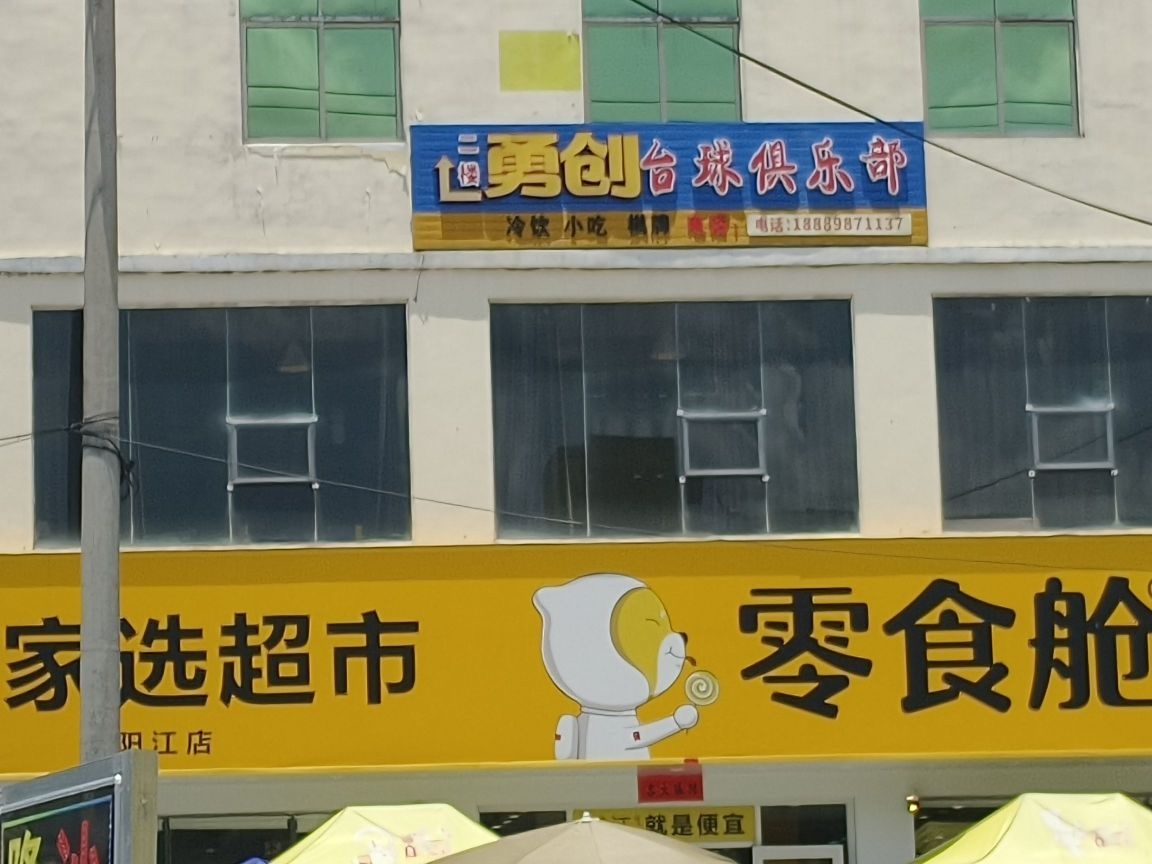 二楼 勇创台球俱乐部
冷饮 小吃 棋牌
电话:18889871137
家选超市
阳江店
零食舱
就是便宜